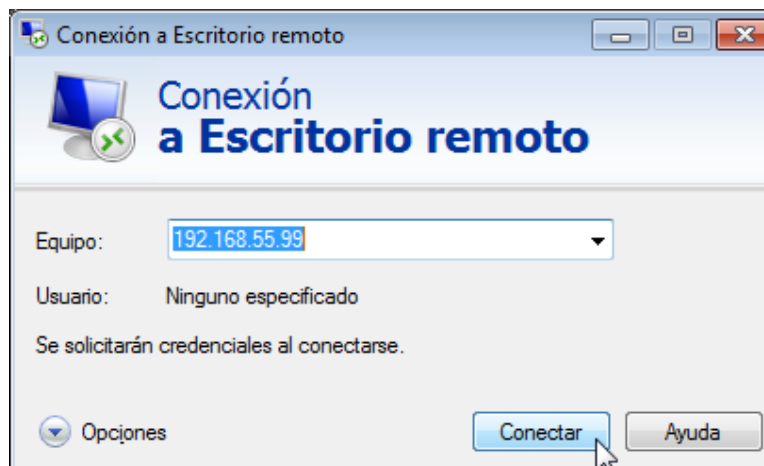 Conexión a Escritorio remoto
Conexión
a Escritorio remoto
Equipo: 192.168.55.99
Usuario: Ninguno especificado
Se solicitarán credenciales al conectarse.
Opciones Conectar Ayuda